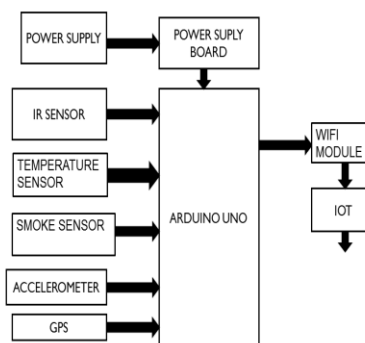 POWER SUPPLY
POWER SUPLY
BOARD
IR SENSOR
TEMPERATURE
SENSOR
SMOKE SENSOR
ACCELEROMETER
GPS
ARDUINO UNO
WIFI
MODULE
IOT